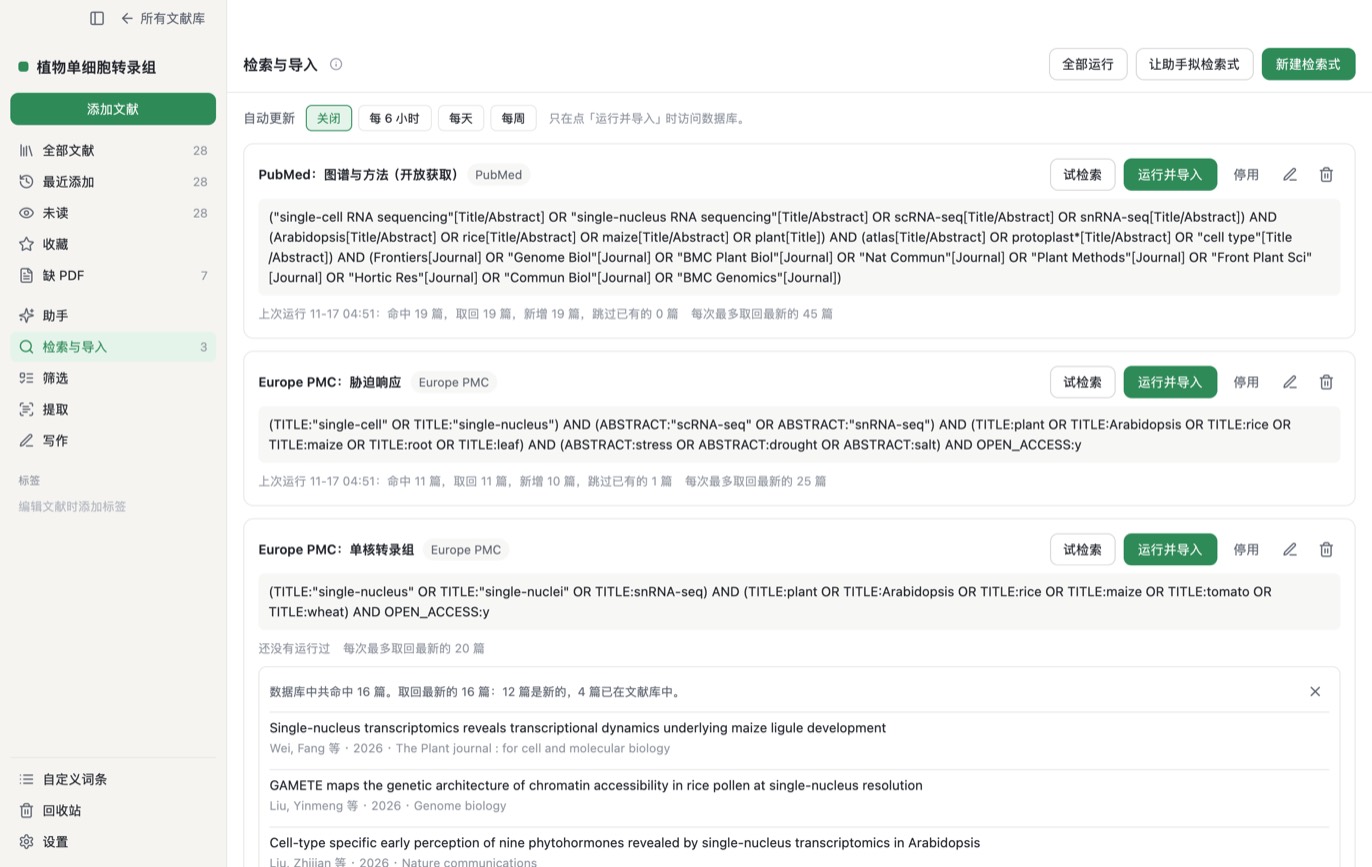 所有文献库
植物单细胞转录组
添加文献
全部文献 28
最近添加 28
未读 28
收藏
缺 PDF 7
助手
检索与导入 3
筛选
提取
写作
标签
编辑文献时添加标签
自定义词条
回收站
设置
检索与导入
全部运行
让助手拟检索式
新建检索式
自动更新 关闭 每 6 小时 每天 每周 只在点「运行并导入」时访问数据库。
PubMed：图谱与方法（开放获取） PubMed
试检索 运行并导入 停用
("single-cell RNA sequencing"[Title/Abstract] OR "single-nucleus RNA sequencing"[Title/Abstract] OR scRNA-seq[Title/Abstract] OR snRNA-seq[Title/Abstract]) AND
(Arabidopsis[Title/Abstract] OR rice[Title/Abstract] OR maize[Title/Abstract] OR plant[Title]) AND (atlas[Title/Abstract] OR protoplast*[Title/Abstract] OR "cell type"[Title
/Abstract]) AND (Frontiers[Journal] OR "Genome Biol"[Journal] OR "BMC Plant Biol"[Journal] OR "Nat Commun"[Journal] OR "Plant Methods"[Journal] OR "Front Plant Sci"
[Journal] OR "Hortic Res"[Journal] OR "Commun Biol"[Journal] OR "BMC Genomics"[Journal])
上次运行 11-17 04:51：命中 19 篇，取回 19 篇，新增 19 篇，跳过已有的 0 篇 每次最多取回最新的 45 篇
Europe PMC：胁迫响应 Europe PMC
试检索 运行并导入 停用
(TITLE:"single-cell" OR TITLE:"single-nucleus") AND (ABSTRACT:"scRNA-seq" OR ABSTRACT:"snRNA-seq") AND (TITLE:plant OR TITLE:Arabidopsis OR TITLE:rice OR
TITLE:maize OR TITLE:root OR TITLE:leaf) AND (ABSTRACT:stress OR ABSTRACT:drought OR ABSTRACT:salt) AND OPEN_ACCESS:y
上次运行 11-17 04:51：命中 11 篇，取回 11 篇，新增 10 篇，跳过已有的 1 篇 每次最多取回最新的 25 篇
Europe PMC：单核转录组 Europe PMC
试检索 运行并导入 停用
(TITLE:"single-nucleus" OR TITLE:"single-nuclei" OR TITLE:snRNA-seq) AND (TITLE:plant OR TITLE:Arabidopsis OR TITLE:rice OR TITLE:maize OR TITLE:tomato OR
TITLE:wheat) AND OPEN_ACCESS:y
还没有运行过 每次最多取回最新的 20 篇
数据库中共命中 16 篇。取回最新的 16 篇：12 篇是新的，4 篇已在文献库中。
Single-nucleus transcriptomics reveals transcriptional dynamics underlying maize ligule development
Wei, Fang 等 · 2026 · The Plant journal : for cell and molecular biology
GAMETE maps the genetic architecture of chromatin accessibility in rice pollen at single-nucleus resolution
Liu, Yinmeng 等 · 2026 · Genome biology
Cell-type specific early perception of nine phytohormones revealed by single-nucleus transcriptomics in Arabidopsis
Liu, Zhijian 等 · 2026 · Nature communications